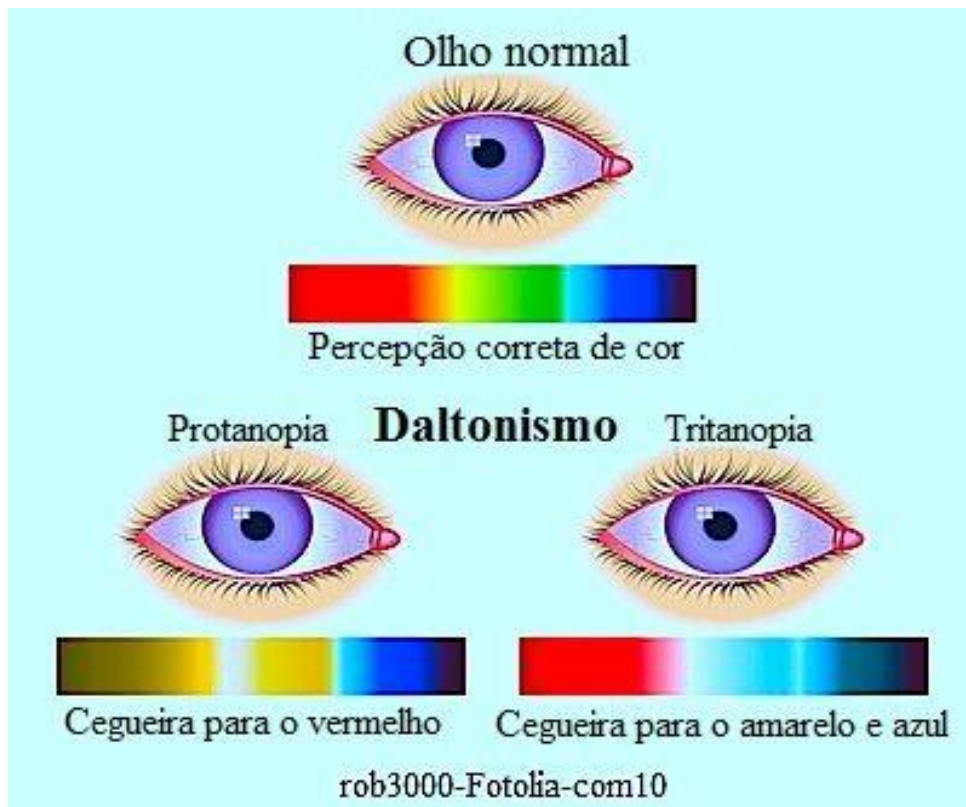 Olho normal
Percepção correta de cor
Protanopia Daltonismo Tritanopia
Cegueira para o vermelho Cegueira para o amarelo e azul
rob3000-Fotolia-com10